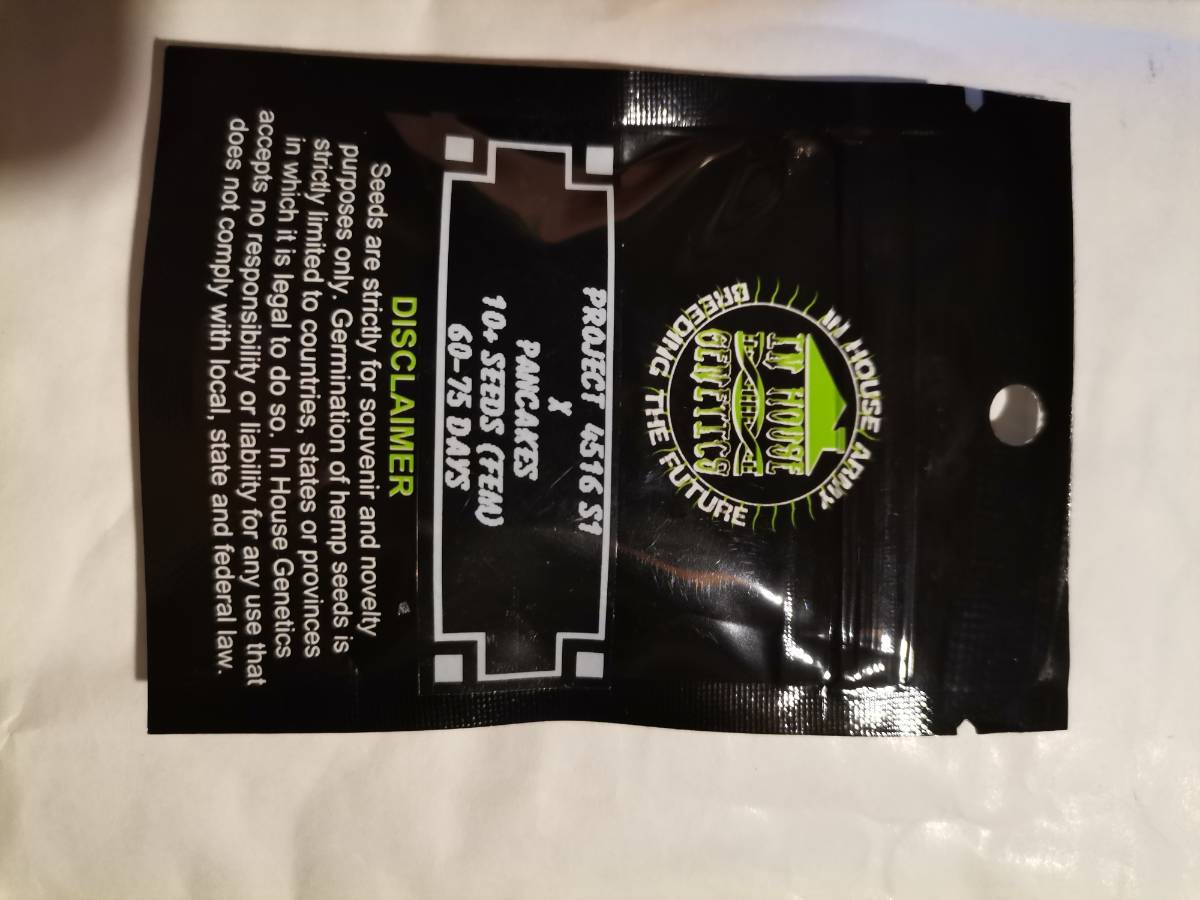 IN HOUSE ARMY
IN HOUSE
GENETICS
BREEDING THE FUTURE
PROJECT 4516 S1
X
PANCAKES
10+ SEEDS (FEM)
60-75 DAYS
DISCLAIMER
Seeds are strictly for souvenir and novelty
purposes only. Germination of hemp seeds is
strictly limited to countries, states or provinces
in which it is legal to do so. In House Genetics
accepts no responsibility or liability for any use that
does not comply with local, state and federal law.